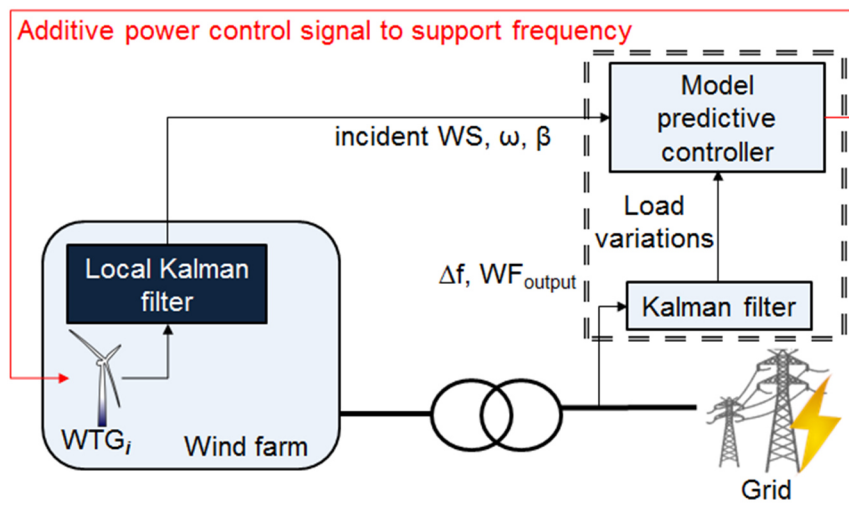 Additive power control signal to support frequency
Model
predictive
controller
incident WS, ω, β
Load
variations
Local Kalman
filter
Δf, WFoutput
Kalman filter
WTGi
Wind farm
Grid